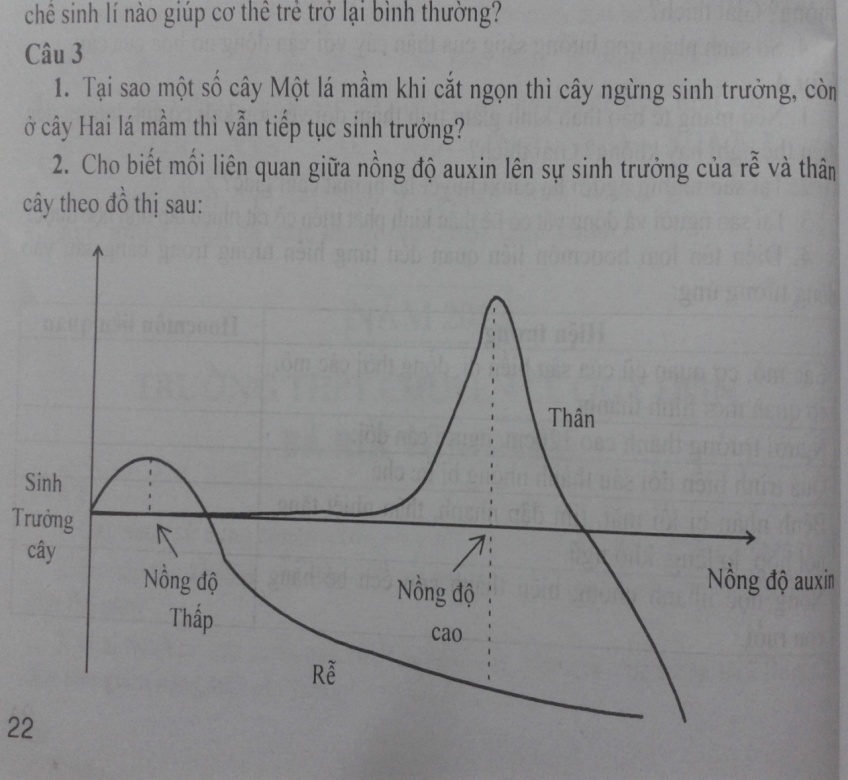 chế sinh lí nào giúp cơ thể trẻ trở lại bình thường?
Câu 3
1. Tại sao một số cây Một lá mầm khi cắt ngọn thì cây ngừng sinh trưởng, còn
ở cây Hai lá mầm thì vẫn tiếp tục sinh trưởng?
2. Cho biết mối liên quan giữa nồng độ auxin lên sự sinh trưởng của rễ và thân
cây theo đồ thị sau:
Thân
Sinh
Trưởng
cây
Nồng độ
Thấp
Nồng độ
cao
Nồng độ auxin
Rễ
22